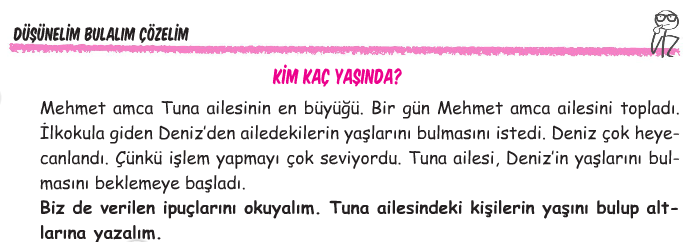 DÜŞÜNELİM BULALIM ÇÖZELİM
KİM KAÇ YAŞINDA?
Mehmet amca Tuna ailesinin en büyüğü. Bir gün Mehmet amca ailesini topladı.
İlkokula giden Deniz'den ailedekilerin yaşlarını bulmasını istedi. Deniz çok heye-
canlandı. Çünkü işlem yapmayı çok seviyordu. Tuna ailesi, Deniz'in yaşlarını bul-
masını beklemeye başladı.
Biz de verilen ipuçlarını okuyalım. Tuna ailesindeki kişilerin yaşını bulup alt-
larına yazalım.